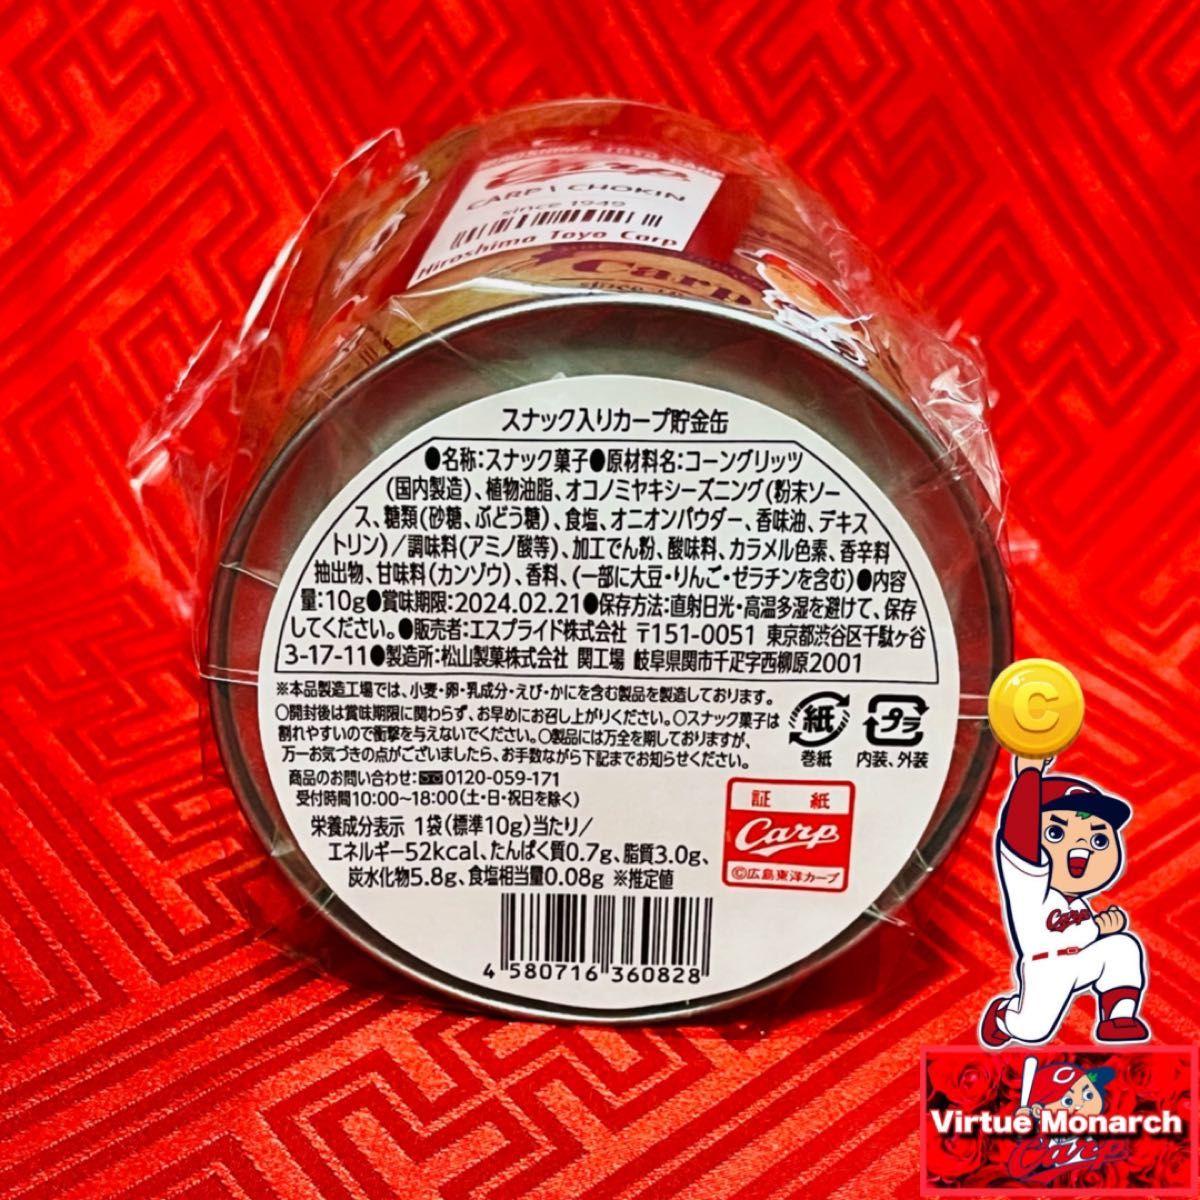 Carp
CARP | CHOKIN
since 1949
Hiroshima Toyo Carp
Carp
スナック入りカープ貯金缶
●名称:スナック菓子●原材料名:コーングリッツ
(国内製造)、植物油脂、オコノミヤキシーズニング(粉末ソー
ス、糖類(砂糖、ぶどう糖)、食塩、オニオンパウダー、香味油、デキス
トリン)/調味料(アミノ酸等)、加工でん粉、酸味料、カラメル色素、香辛料
抽出物、甘味料(カンゾウ)、香料、(一部に大豆・りんご・ゼラチンを含む)●内容
量:10g●賞味期限:2024.02.21●保存方法:直射日光・高温多湿を避けて、保存
してください。●販売者:エスプライド株式会社 〒151-0051 東京都渋谷区千駄ヶ谷
3-17-11●製造所:松山製菓株式会社 関工場 岐阜県関市千疋字西柳原2001
※本品製造工場では、小麦・卵・乳成分・えび・かにを含む製品を製造しております。
○開封後は賞味期限に関わらず、お早めにお召し上がりください。○スナック菓子は
割れやすいので衝撃を与えないでください。○製品には万全を期しておりますが、
万一お気づきの点がございましたら、お手数ながら下記までお知らせください。
商品のお問い合わせ:0120-059-171
受付時間10:00〜18:00(土・日・祝日を除く)
紙
巻紙
プラ
内装、外装
栄養成分表示 1袋(標準10g)当たり/
エネルギー52kcal、たんぱく質0.7g、脂質3.0g、
炭水化物5.8g、食塩相当量0.08g ※推定値
証紙
Carp
©広島東洋カープ
4 580716 360828
C
Carp
Virtue Monarch
Carp